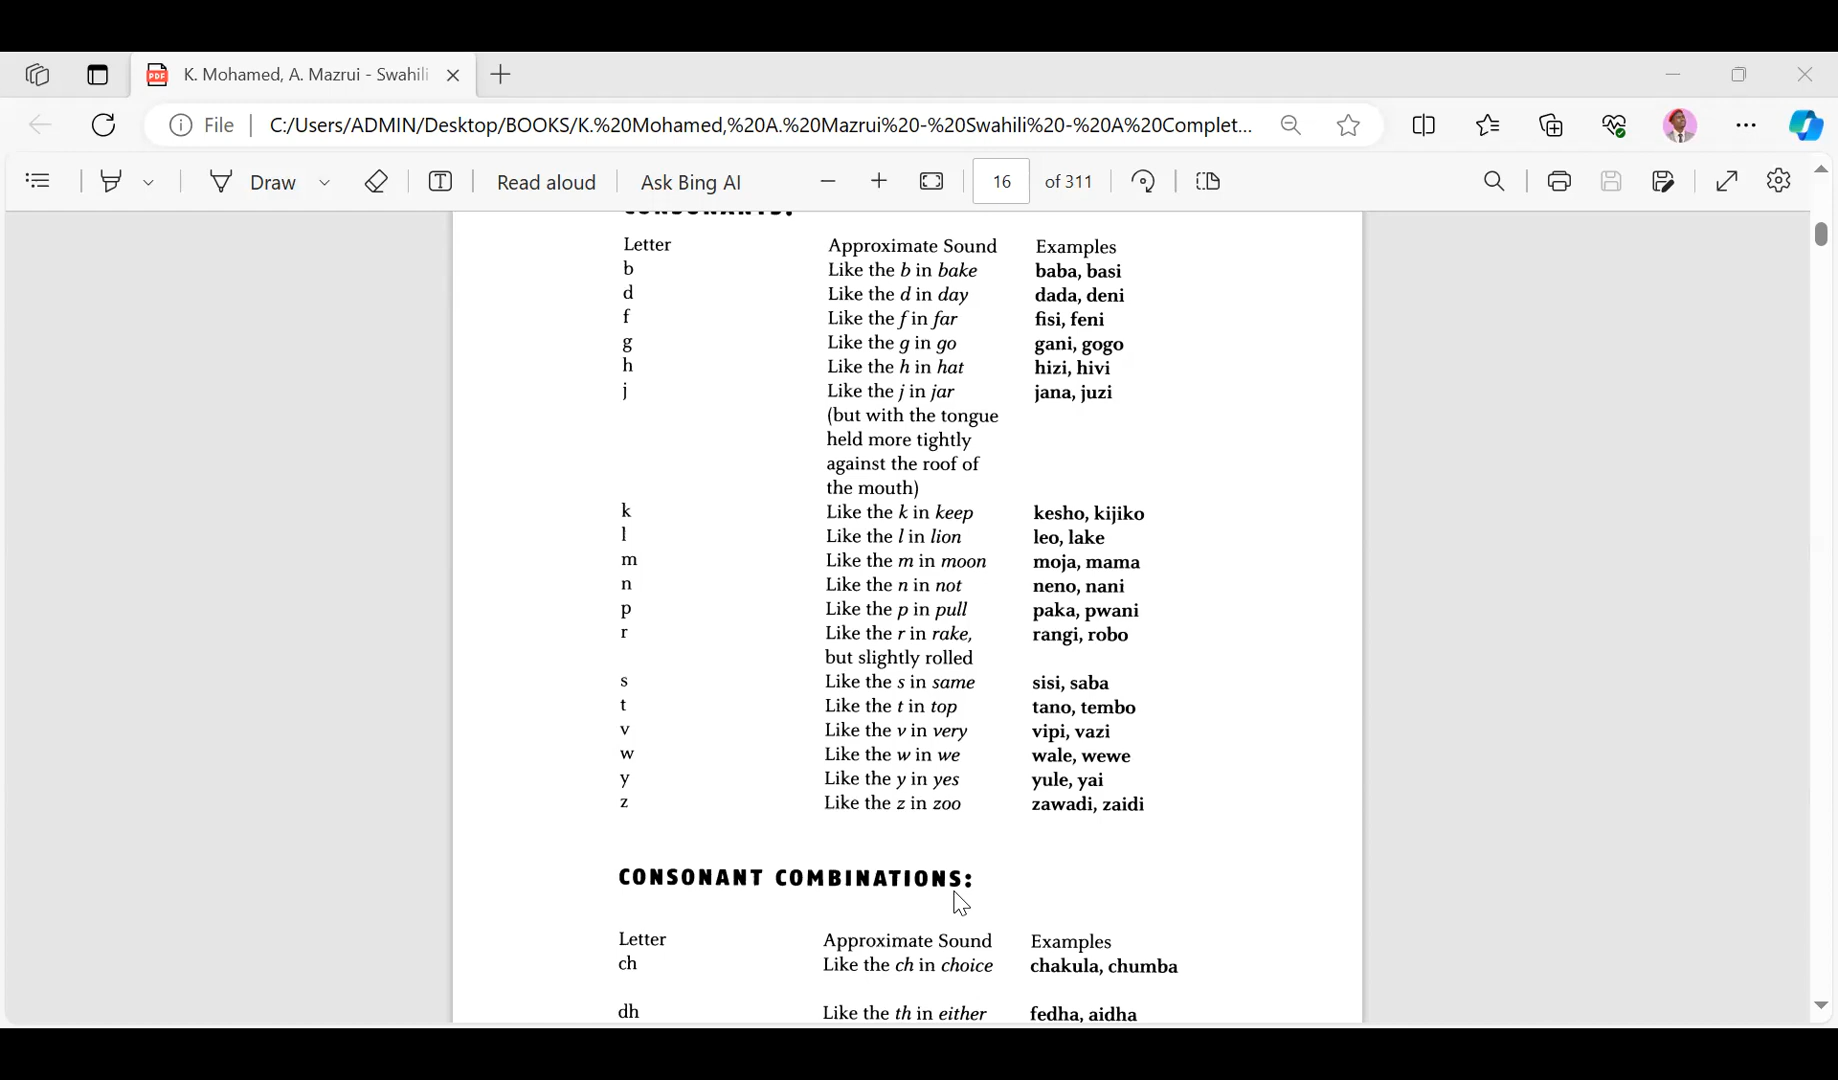 K. Mohamed, A. Mazrui - Swahili
File C:/Users/ADMIN/Desktop/BOOKS/K.%20Mohamed,%20A.%20Mazrui%20-%20Swahili%20-%20A%20Complet...
Draw Read aloud Ask Bing AI 16 of 311
CONSONANTS:
Letter Approximate Sound Examples
b Like the b in bake baba, basi
d Like the d in day dada, deni
f Like the f in far fisi, feni
g Like the g in go gani, gogo
h Like the h in hat hizi, hivi
j Like the j in jar jana, juzi
(but with the tongue
held more tightly
against the roof of
the mouth)
k Like the k in keep kesho, kijiko
l Like the l in lion leo, lake
m Like the m in moon moja, mama
n Like the n in not neno, nani
p Like the p in pull paka, pwani
r Like the r in rake, rangi, robo
but slightly rolled
s Like the s in same sisi, saba
t Like the t in top tano, tembo
v Like the v in very vipi, vazi
w Like the w in we wale, wewe
y Like the y in yes yule, yai
z Like the z in zoo zawadi, zaidi
CONSONANT COMBINATIONS:
Letter Approximate Sound Examples
ch Like the ch in choice chakula, chumba
dh Like the th in either fedha, aidha